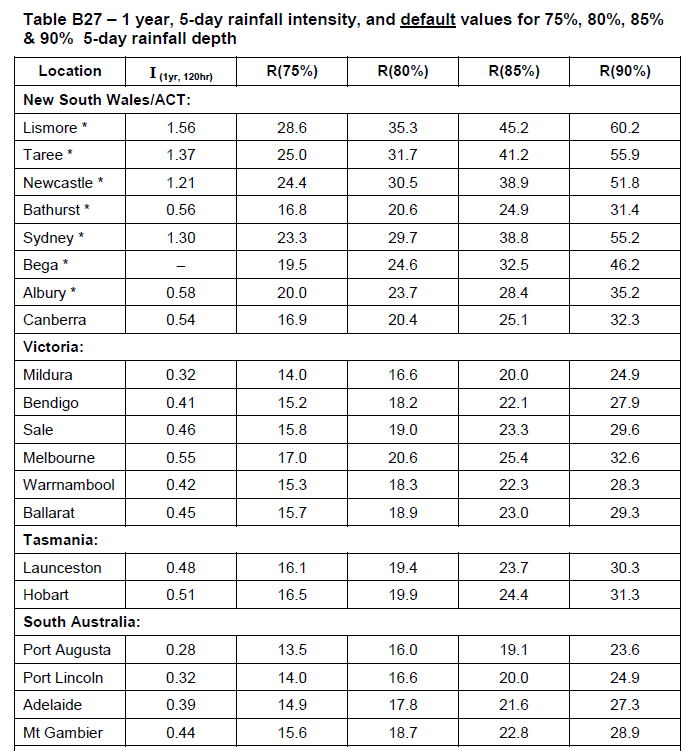 Table B27 – 1 year, 5-day rainfall intensity, and default values for 75%, 80%, 85%
& 90%  5-day rainfall depth
Location I (1yr, 120hr) R(75%) R(80%) R(85%) R(90%)
New South Wales/ACT:
Lismore * 1.56 28.6 35.3 45.2 60.2
Taree * 1.37 25.0 31.7 41.2 55.9
Newcastle * 1.21 24.4 30.5 38.9 51.8
Bathurst * 0.56 16.8 20.6 24.9 31.4
Sydney * 1.30 23.3 29.7 38.8 55.2
Bega * – 19.5 24.6 32.5 46.2
Albury * 0.58 20.0 23.7 28.4 35.2
Canberra 0.54 16.9 20.4 25.1 32.3
Victoria:
Mildura 0.32 14.0 16.6 20.0 24.9
Bendigo 0.41 15.2 18.2 22.1 27.9
Sale 0.46 15.8 19.0 23.3 29.6
Melbourne 0.55 17.0 20.6 25.4 32.6
Warrnambool 0.42 15.3 18.3 22.3 28.3
Ballarat 0.45 15.7 18.9 23.0 29.3
Tasmania:
Launceston 0.48 16.1 19.4 23.7 30.3
Hobart 0.51 16.5 19.9 24.4 31.3
South Australia:
Port Augusta 0.28 13.5 16.0 19.1 23.6
Port Lincoln 0.32 14.0 16.6 20.0 24.9
Adelaide 0.39 14.9 17.8 21.6 27.3
Mt Gambier 0.44 15.6 18.7 22.8 28.9